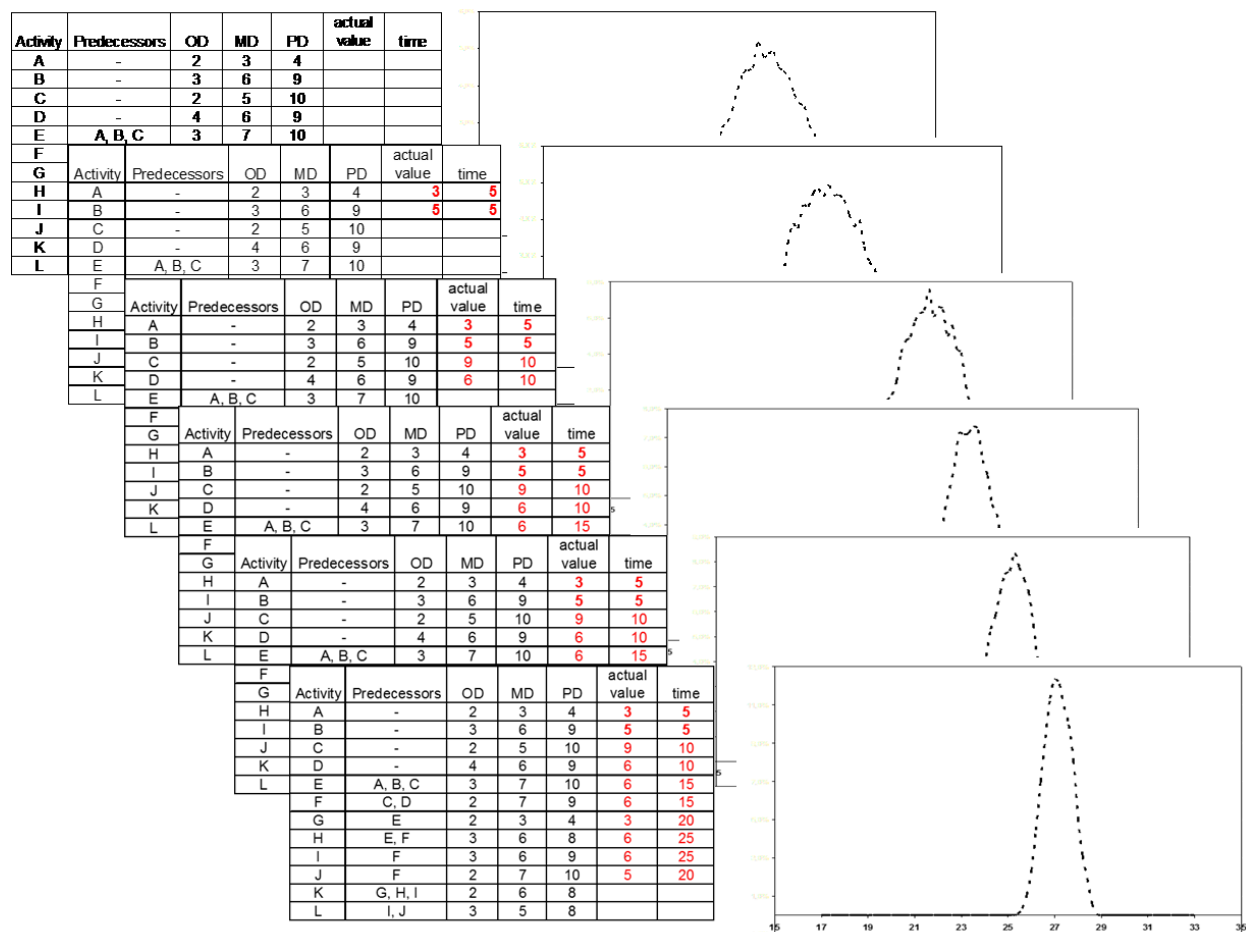 Activity Predecessors OD MD PD actual value time
A - 2 3 4
B - 3 6 9
C - 2 5 10
D - 4 6 9
E A, B, C 3 7 10
F
G
H
I
J
K
L
Activity Predecessors OD MD PD actual value time
A - 2 3 4 3 5
B - 3 6 9 5 5
C - 2 5 10
D - 4 6 9
E A, B, C 3 7 10
F
G
H
I
J
K
L
Activity Predecessors OD MD PD actual value time
A - 2 3 4 3 5
B - 3 6 9 5 5
C - 2 5 10 9 10
D - 4 6 9 6 10
E A, B, C 3 7 10
F
G
H
I
J
K
L
Activity Predecessors OD MD PD actual value time
A - 2 3 4 3 5
B - 3 6 9 5 5
C - 2 5 10 9 10
D - 4 6 9 6 10
E A, B, C 3 7 10 6 15
F
G
H
I
J
K
L
Activity Predecessors OD MD PD actual value time
A - 2 3 4 3 5
B - 3 6 9 5 5
C - 2 5 10 9 10
D - 4 6 9 6 10
E A, B, C 3 7 10 6 15
F
G
H
I
J
K
L
Activity Predecessors OD MD PD actual value time
A - 2 3 4 3 5
B - 3 6 9 5 5
C - 2 5 10 9 10
D - 4 6 9 6 10
E A, B, C 3 7 10 6 15
F C, D 2 7 9 6 15
G E 2 3 4 3 20
H E, F 3 6 8 6 25
I F 3 6 9 6 25
J F 2 7 10 5 20
K G, H, I 2 6 8
L I, J 3 5 8
5
5
5
15 17 19 21 23 25 27 29 31 33 35